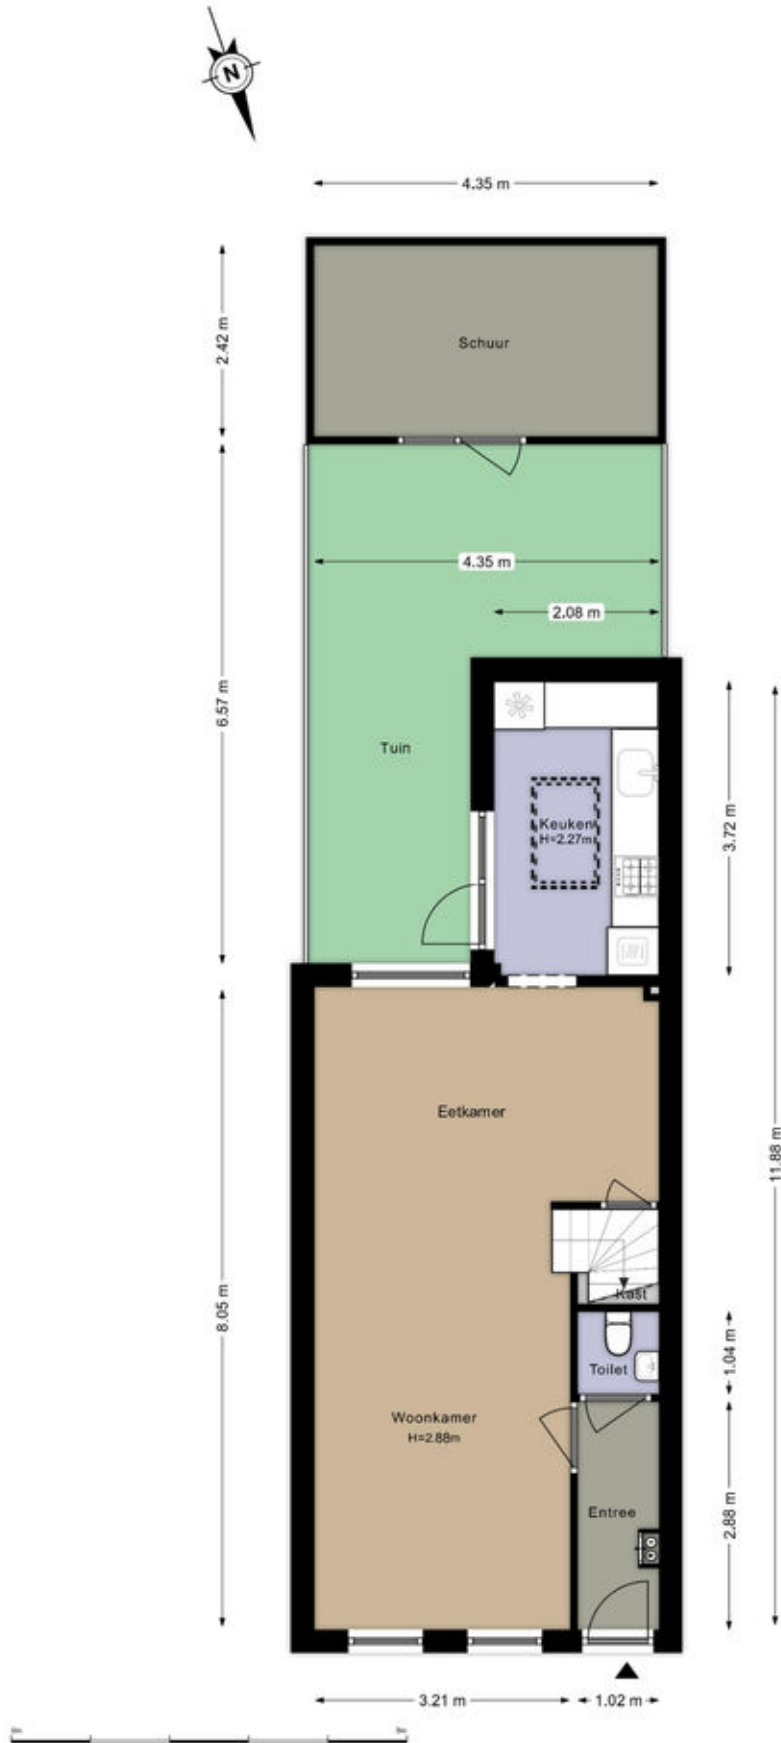 N
4.35 m
2.42 m
Schuur
4.35 m
2.08 m
6.57 m
Tuin
Keuken
H=2.27m
3.72 m
Eetkamer
11.88 m
8.05 m
Kast
1.04 m
Toilet
Woonkamer
H=2.88m
2.88 m
Entree
3.21 m
1.02 m